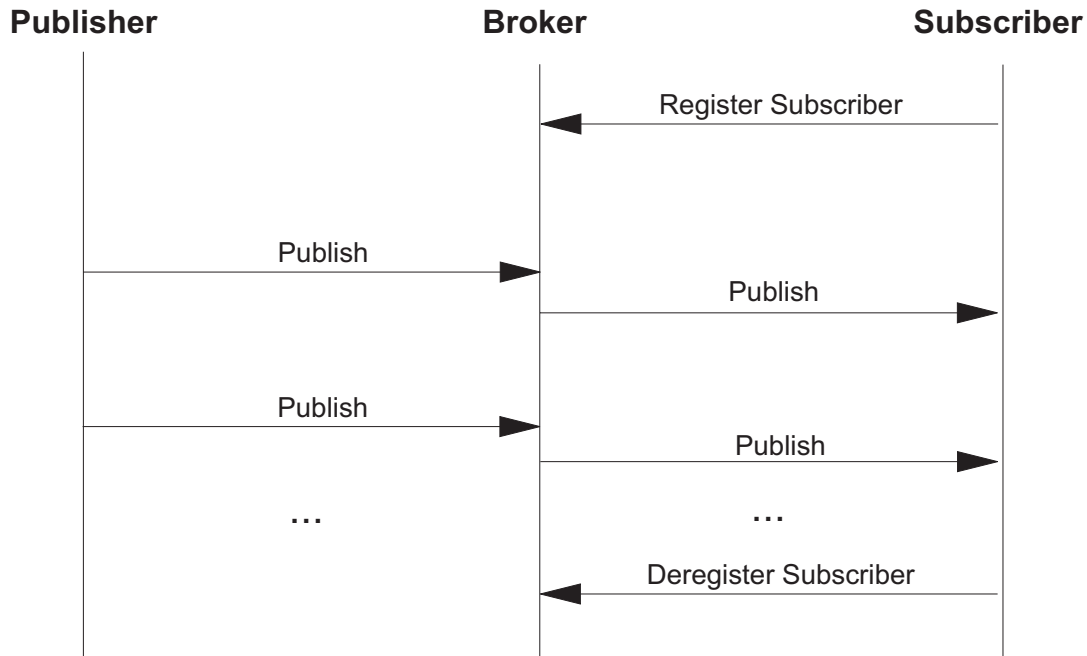 Publisher
Broker
Subscriber
Register Subscriber
Publish
Publish
Publish
Publish
...
...
Deregister Subscriber